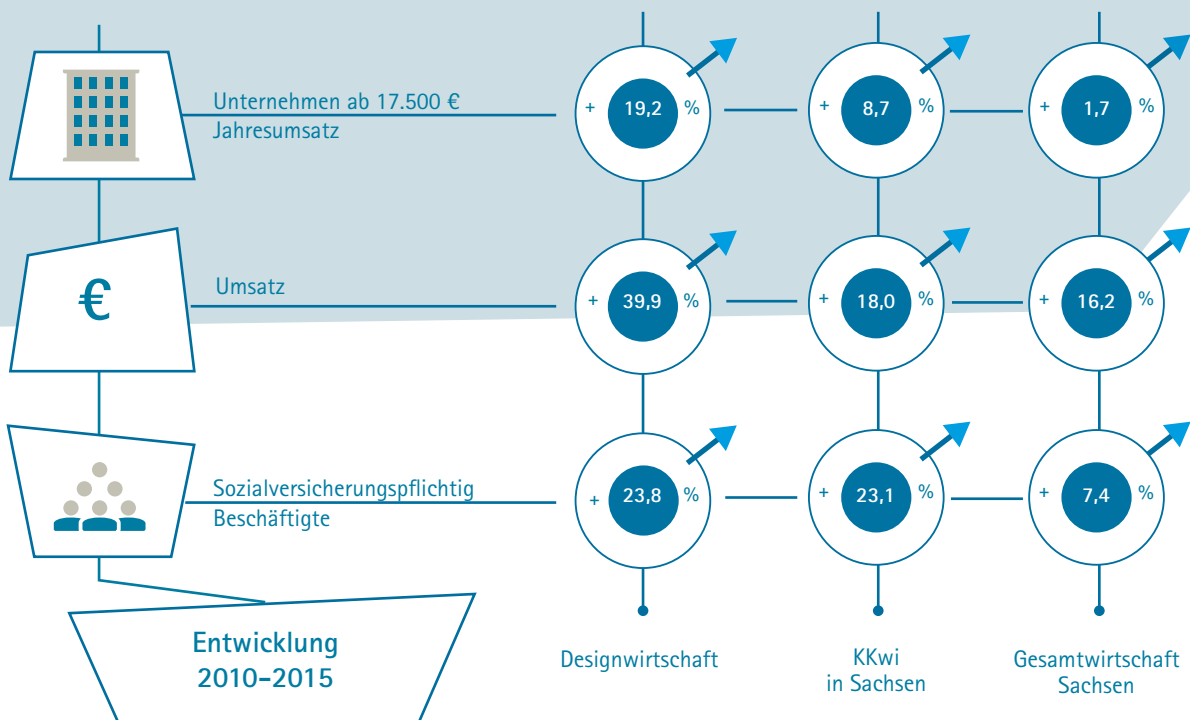 Unternehmen ab 17.500 €
Jahresumsatz
+ 19,2 %
+ 8,7 %
+ 1,7 %
€
Umsatz
+ 39,9 %
+ 18,0 %
+ 16,2 %
Sozialversicherungspflichtig
Beschäftigte
+ 23,8 %
+ 23,1 %
+ 7,4 %
Entwicklung
2010–2015
Designwirtschaft
KKwi
in Sachsen
Gesamtwirtschaft
Sachsen